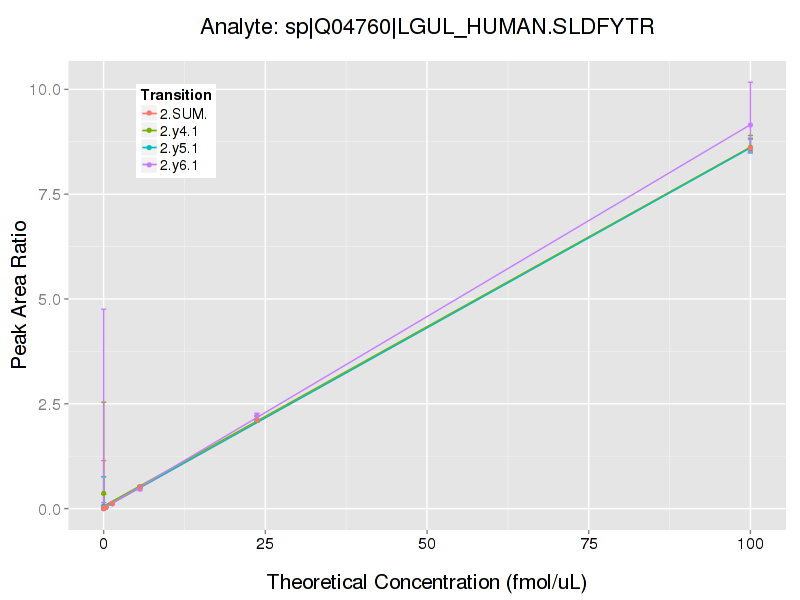 Analyte: sp|Q04760|LGUL_HUMAN.SLDFYTR
Transition
2.SUM.
2.y4.1
2.y5.1
2.y6.1
Peak Area Ratio
10.0
7.5
5.0
2.5
0.0
0 25 50 75 100
Theoretical Concentration (fmol/uL)